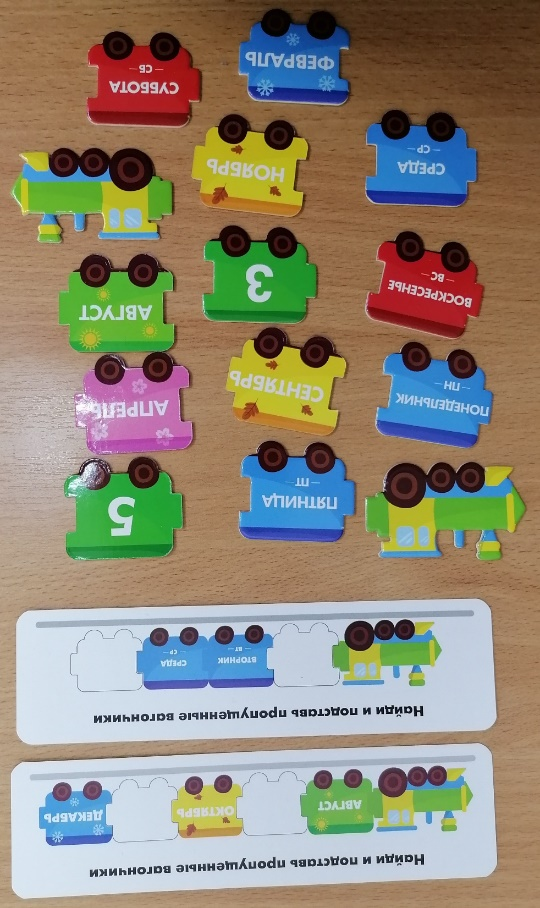 Найди и подставь пропущенные вагончики
АВГУСТ
ОКТЯБРЬ
ДЕКАБРЬ
Найди и подставь пропущенные вагончики
ВТОРНИК
— ВТ —
СРЕДА
— СР —
ПЯТНИЦА
— ПТ —
5
ПОНЕДЕЛЬНИК
— ПН —
СЕНТЯБРЬ
АПРЕЛЬ
ВОСКРЕСЕНЬЕ
— ВС —
3
АВГУСТ
СРЕДА
— СР —
НОЯБРЬ
ФЕВРАЛЬ
СУББОТА
— СБ —